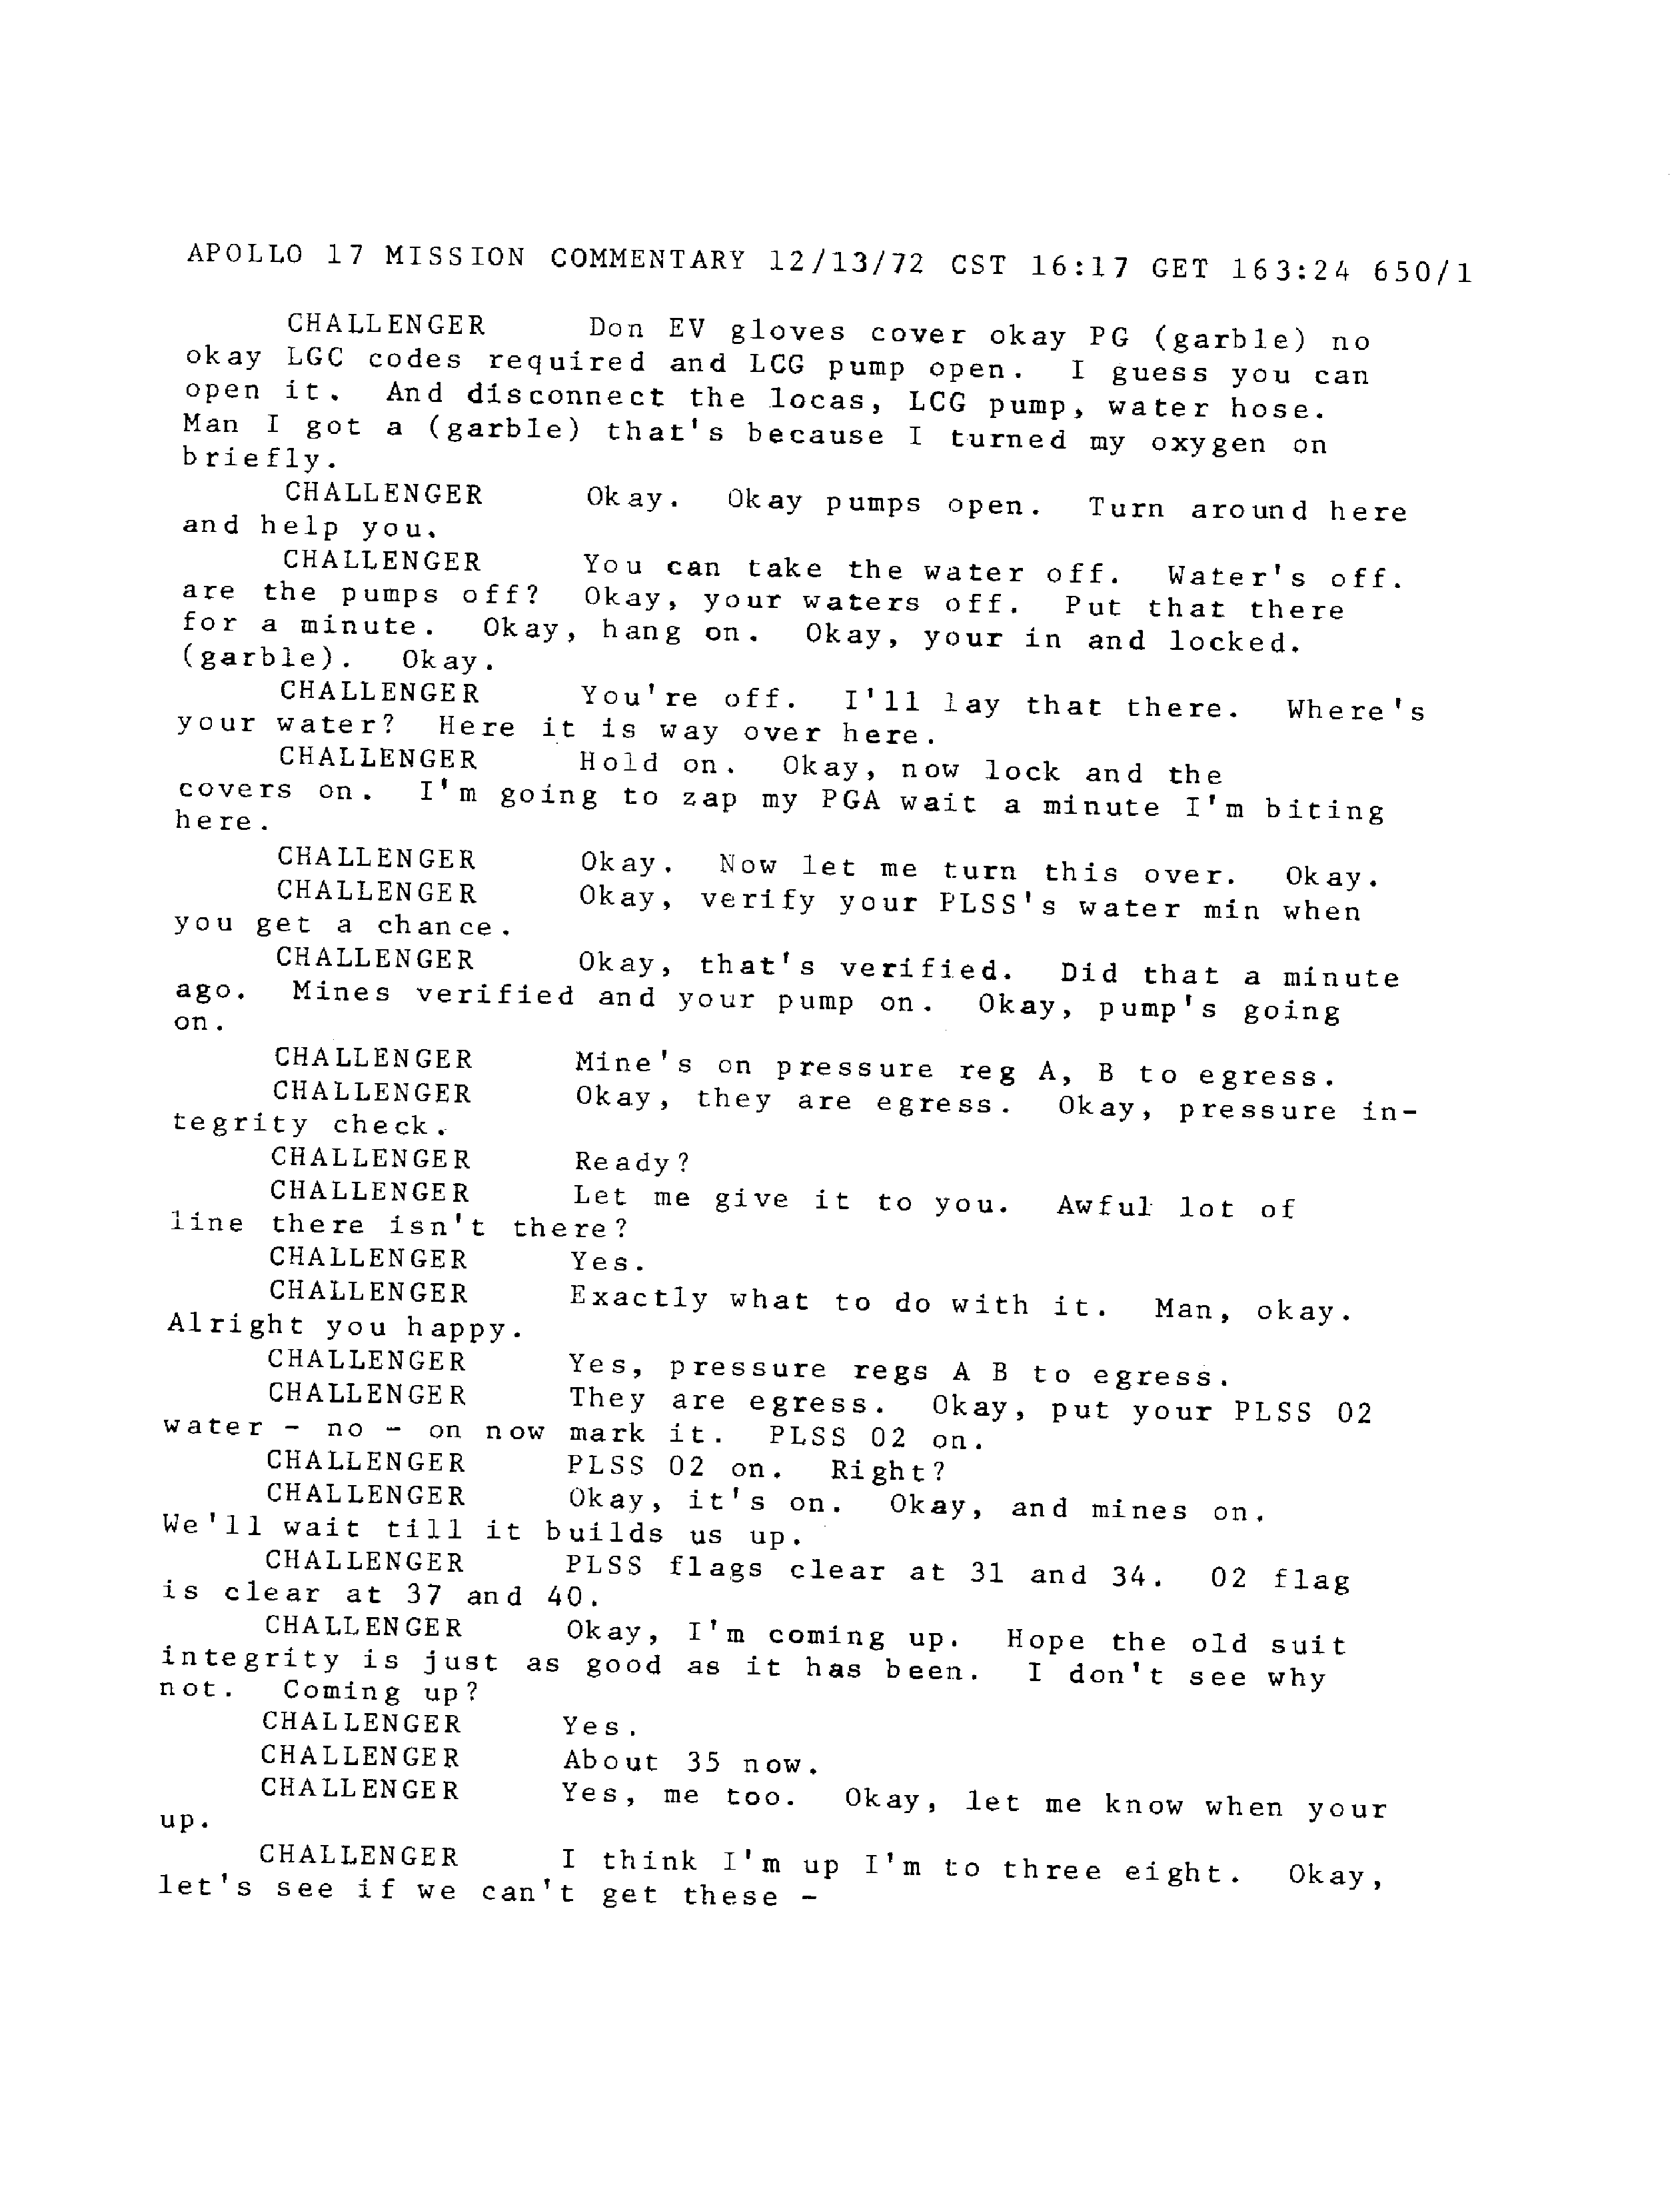 APOLLO 17 MISSION COMMENTARY 12/13/72 CST 16:17 GET 163:24 650/1
CHALLENGER Don EV gloves cover okay PG (garble) no
okay LGC codes required and LCG pump open. I guess you can
open it. And disconnect the locas, LCG pump, water hose.
Man I got a (garble) that's because I turned my oxygen on
briefly.
CHALLENGER Okay. Okay pumps open. Turn around here
and help you.
CHALLENGER You can take the water off. Water's off.
are the pumps off? Okay, your waters off. Put that there
for a minute. Okay, hang on. Okay, your in and locked.
(garble). Okay.
CHALLENGER You're off. I'll lay that there. Where's
your water? Here it is way over here.
CHALLENGER Hold on. Okay, now lock and the
covers on. I'm going to zap my PGA wait a minute I'm biting
here.
CHALLENGER Okay. Now let me turn this over. Okay.
CHALLENGER Okay, verify your PLSS's water min when
you get a chance.
CHALLENGER Okay, that's verified. Did that a minute
ago. Mines verified and your pump on. Okay, pump's going
on.
CHALLENGER Mine's on pressure reg A, B to egress.
CHALLENGER Okay, they are egress. Okay, pressure in-
tegrity check.
CHALLENGER Ready?
CHALLENGER Let me give it to you. Awful lot of
line there isn't there?
CHALLENGER Yes.
CHALLENGER Exactly what to do with it. Man, okay.
Alright you happy.
CHALLENGER Yes, pressure regs A B to egress.
CHALLENGER They are egress. Okay, put your PLSS 02
water - no - on now mark it. PLSS 02 on.
CHALLENGER PLSS 02 on. Right?
CHALLENGER Okay, it's on. Okay, and mines on.
We'll wait till it builds us up.
CHALLENGER PLSS flags clear at 31 and 34. 02 flag
is clear at 37 and 40.
CHALLENGER Okay, I'm coming up. Hope the old suit
integrity is just as good as it has been. I don't see why
not. Coming up?
CHALLENGER Yes.
CHALLENGER About 35 now.
CHALLENGER Yes, me too. Okay, let me know when your
up.
CHALLENGER I think I'm up I'm to three eight. Okay,
let's see if we can't get these -